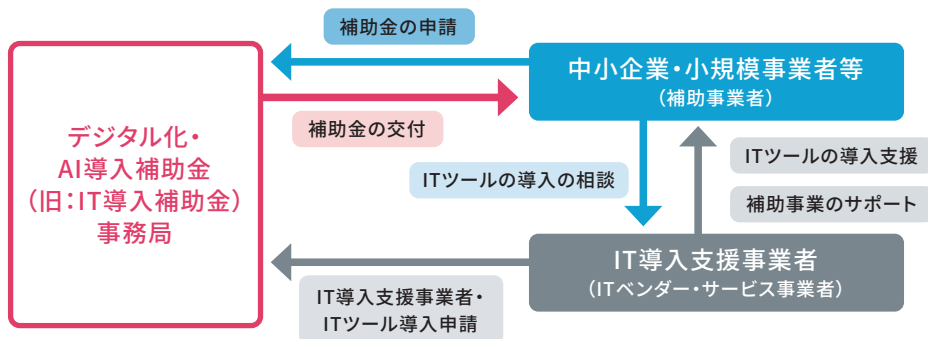 補助金の申請
中小企業・小規模事業者等
（補助事業者）
補助金の交付
デジタル化・
AI導入補助金
（旧：IT導入補助金）
事務局
ITツールの導入の相談
ITツールの導入支援
補助事業のサポート
IT導入支援事業者
（ITベンダー・サービス事業者）
IT導入支援事業者・
ITツール導入申請